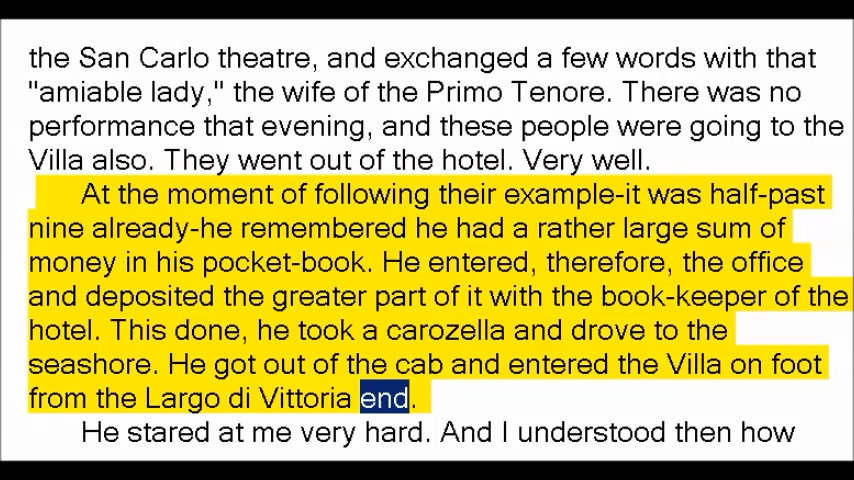 the San Carlo theatre, and exchanged a few words with that
"amiable lady," the wife of the Primo Tenore. There was no
performance that evening, and these people were going to the
Villa also. They went out of the hotel. Very well.
At the moment of following their example-it was half-past
nine already-he remembered he had a rather large sum of
money in his pocket-book. He entered, therefore, the office
and deposited the greater part of it with the book-keeper of the
hotel. This done, he took a carozella and drove to the
seashore. He got out of the cab and entered the Villa on foot
from the Largo di Vittoria end.
He stared at me very hard. And I understood then how